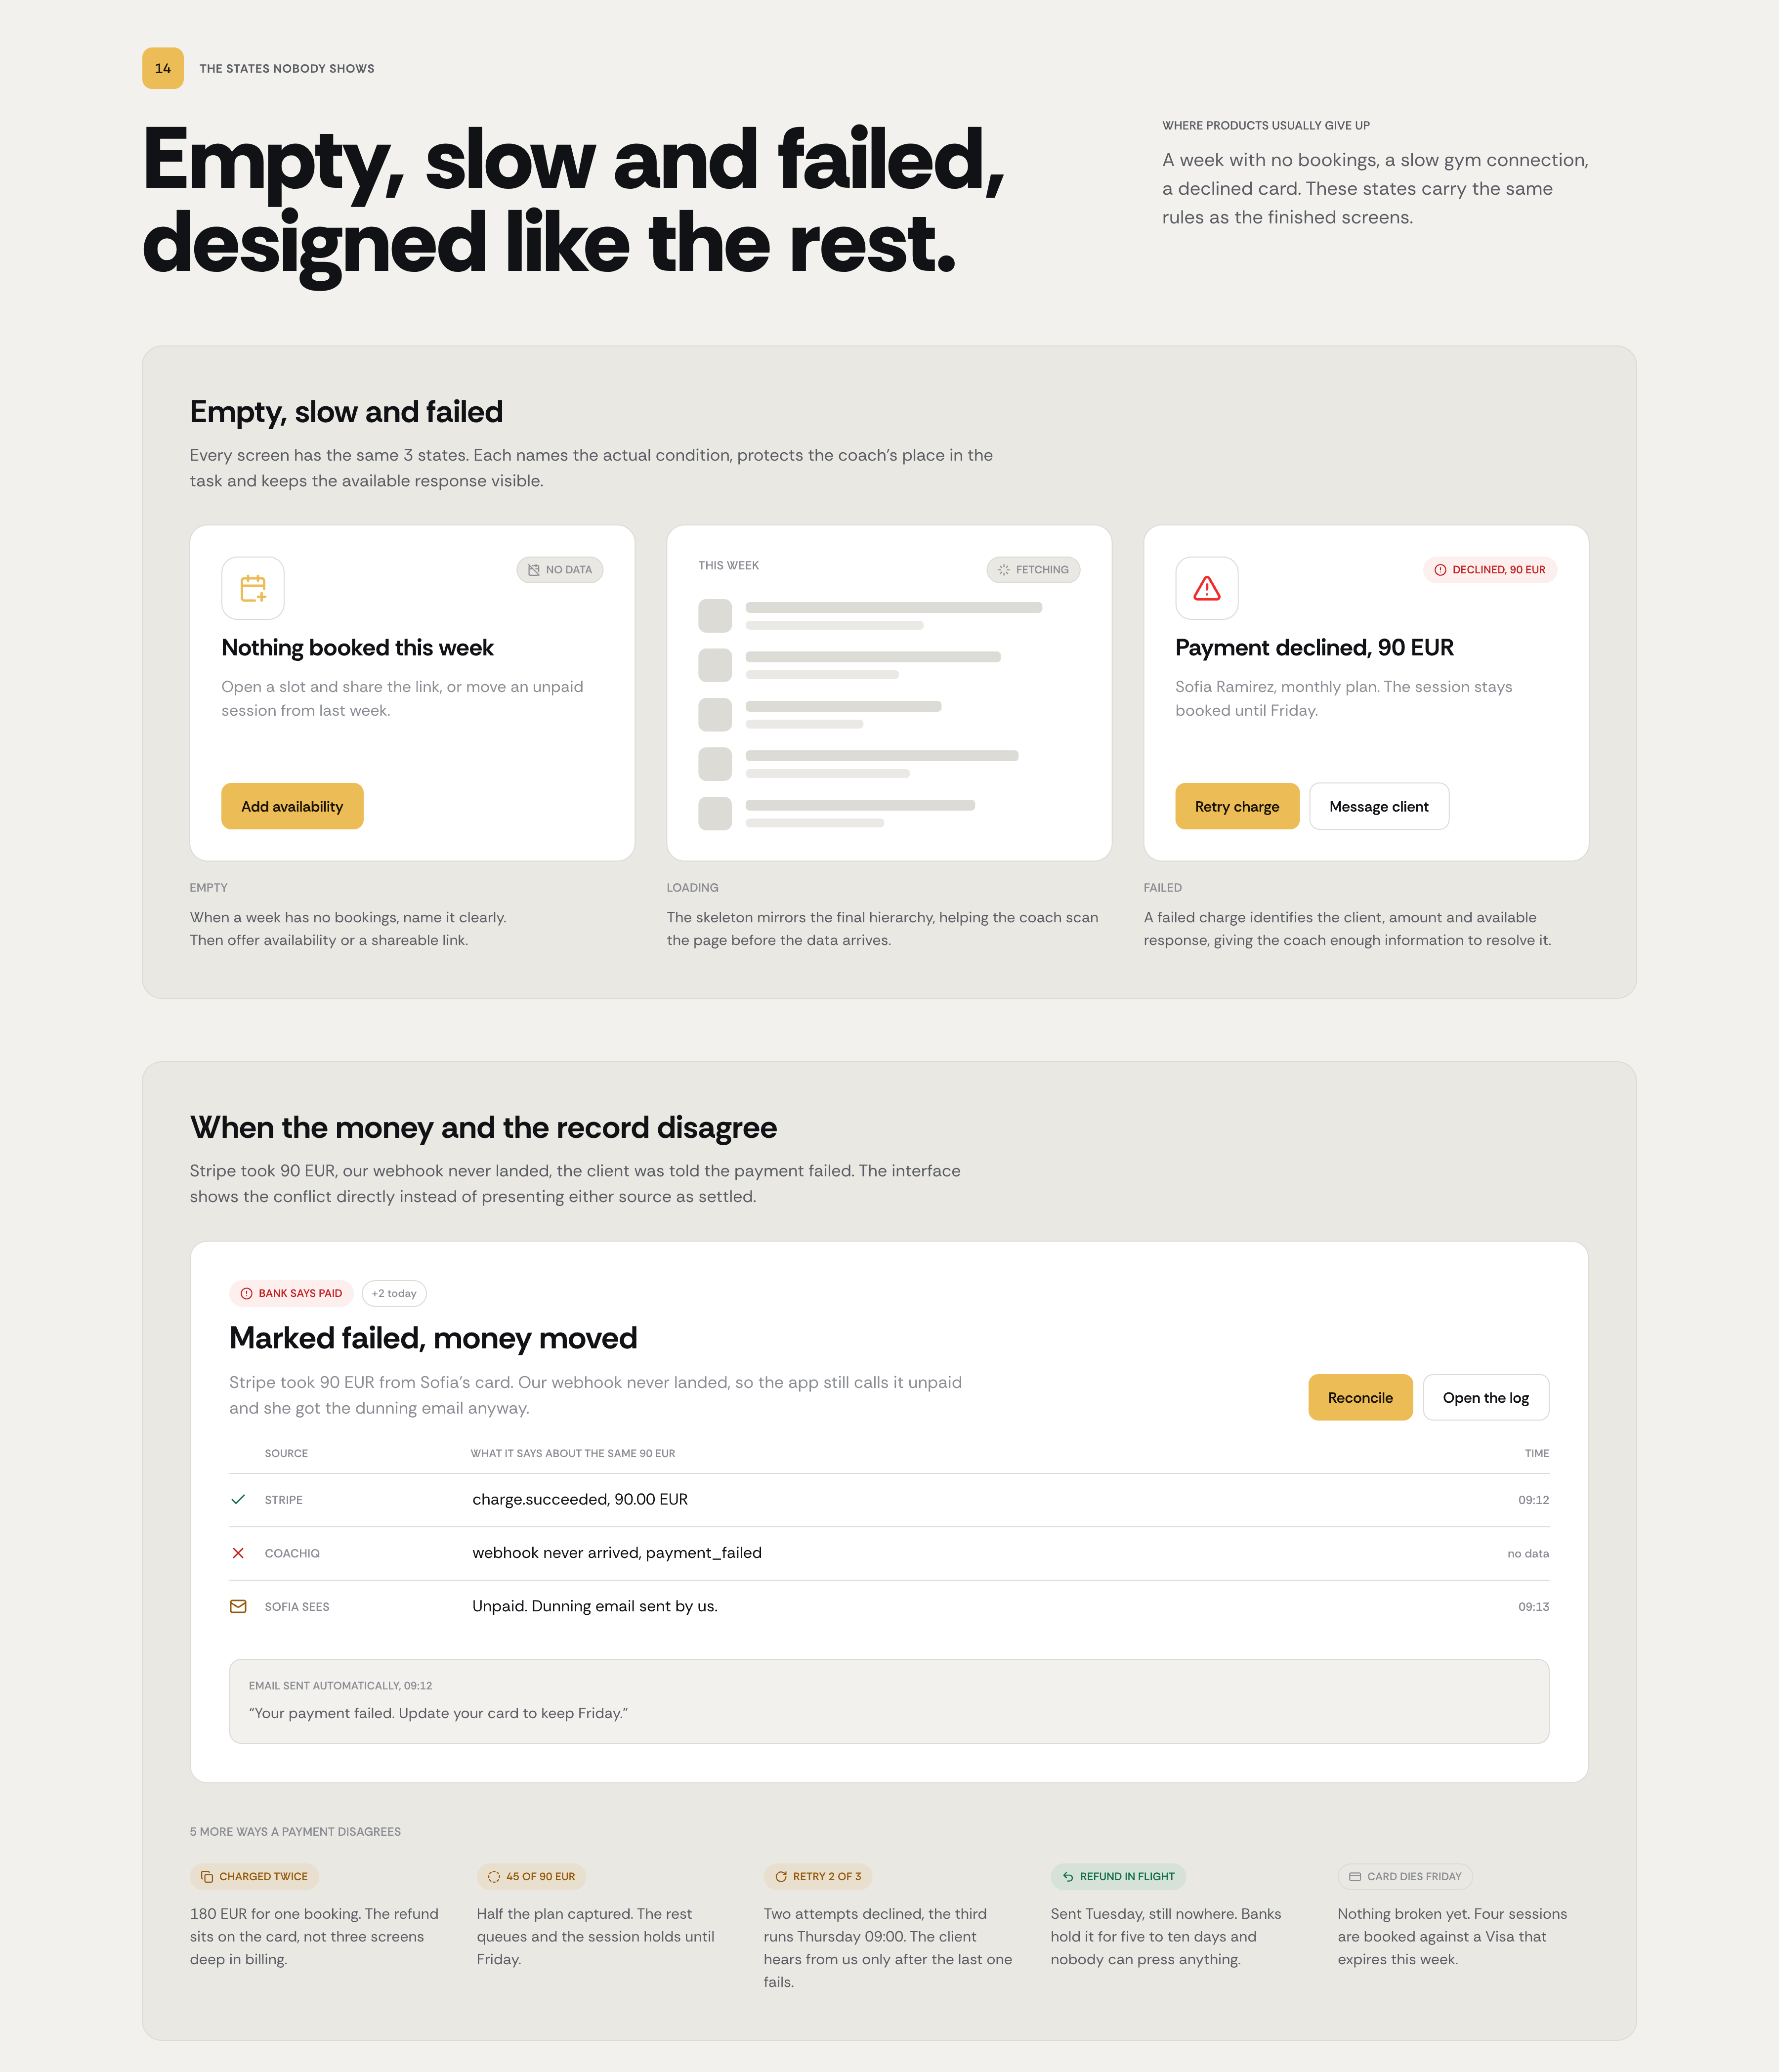 14
THE STATES NOBODY SHOWS
Empty, slow and failed,
designed like the rest.
WHERE PRODUCTS USUALLY GIVE UP
A week with no bookings, a slow gym connection,
a declined card. These states carry the same
rules as the finished screens.
Empty, slow and failed
Every screen has the same 3 states. Each names the actual condition, protects the coach’s place in the
task and keeps the available response visible.
NO DATA
Nothing booked this week
Open a slot and share the link, or move an unpaid
session from last week.
Add availability
EMPTY
When a week has no bookings, name it clearly.
Then offer availability or a shareable link.
THIS WEEK
FETCHING
LOADING
The skeleton mirrors the final hierarchy, helping the coach scan
the page before the data arrives.
DECLINED, 90 EUR
Payment declined, 90 EUR
Sofia Ramirez, monthly plan. The session stays
booked until Friday.
Retry charge
Message client
FAILED
A failed charge identifies the client, amount and available
response, giving the coach enough information to resolve it.
When the money and the record disagree
Stripe took 90 EUR, our webhook never landed, the client was told the payment failed. The interface
shows the conflict directly instead of presenting either source as settled.
BANK SAYS PAID
+2 today
Marked failed, money moved
Stripe took 90 EUR from Sofia’s card. Our webhook never landed, so the app still calls it unpaid
and she got the dunning email anyway.
Reconcile
Open the log
SOURCE
WHAT IT SAYS ABOUT THE SAME 90 EUR
TIME
STRIPE
charge.succeeded, 90.00 EUR
09:12
COACHIQ
webhook never arrived, payment_failed
no data
SOFIA SEES
Unpaid. Dunning email sent by us.
09:13
EMAIL SENT AUTOMATICALLY, 09:12
“Your payment failed. Update your card to keep Friday.”
5 MORE WAYS A PAYMENT DISAGREES
CHARGED TWICE
180 EUR for one booking. The refund
sits on the card, not three screens
deep in billing.
45 OF 90 EUR
Half the plan captured. The rest
queues and the session holds until
Friday.
RETRY 2 OF 3
Two attempts declined, the third
runs Thursday 09:00. The client
hears from us only after the last one
fails.
REFUND IN FLIGHT
Sent Tuesday, still nowhere. Banks
hold it for five to ten days and
nobody can press anything.
CARD DIES FRIDAY
Nothing broken yet. Four sessions
are booked against a Visa that
expires this week.